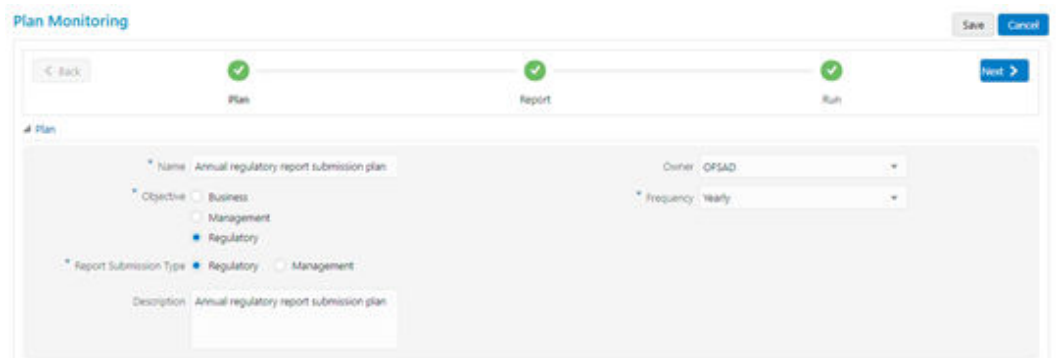 Plan Monitoring
Save Cancel
Back Next
Plan Report Run
Plan
* Name Annual regulatory report submission plan Owner OFSAD
* Objective Business * Frequency Yearly
Management
Regulatory
* Report Submission Type Regulatory Management
Description Annual regulatory report submission plan